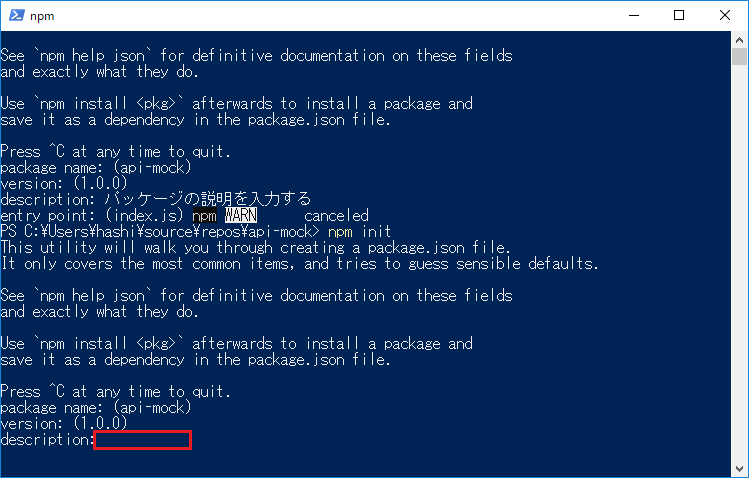 npm
See `npm help json` for definitive documentation on these fields
and exactly what they do.
Use `npm install <pkg>` afterwards to install a package and
save it as a dependency in the package.json file.
Press ^C at any time to quit.
package name: (api-mock)
version: (1.0.0)
description: パッケージの説明を入力する
entry point: (index.js) npm WARN canceled
PS C:¥Users¥hashi¥source¥repos¥api-mock> npm init
This utility will walk you through creating a package.json file.
It only covers the most common items, and tries to guess sensible defaults.
See `npm help json` for definitive documentation on these fields
and exactly what they do.
Use `npm install <pkg>` afterwards to install a package and
save it as a dependency in the package.json file.
Press ^C at any time to quit.
package name: (api-mock)
version: (1.0.0)
description: